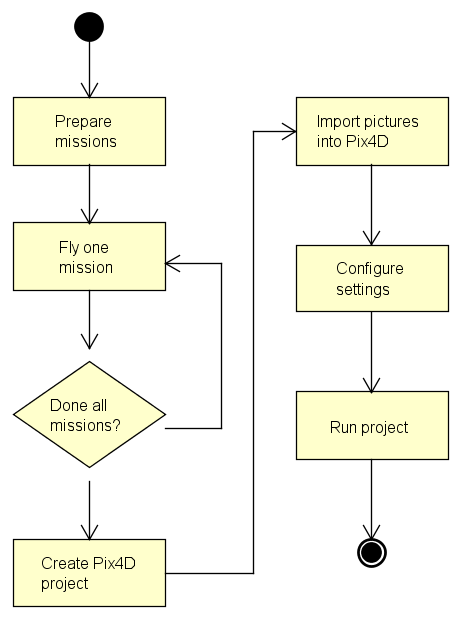 Prepare
missions
Fly one
mission
Done all
missions?
Create Pix4D
project
Import pictures
into Pix4D
Configure
settings
Run project